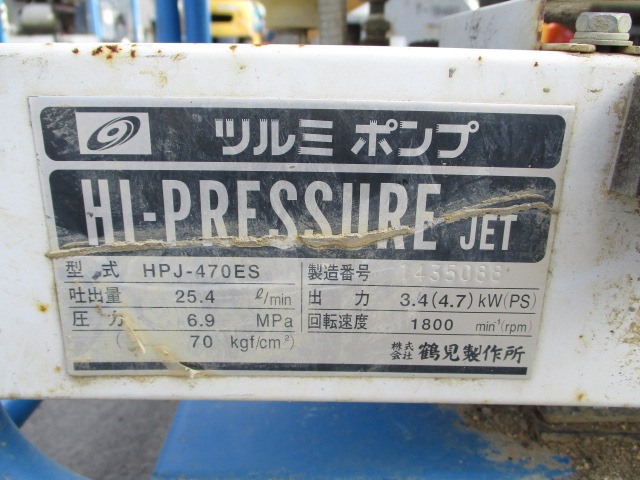 ツルミポンプ
HI-PRESSURE JET
型式 HPJ-470ES
製造番号
吐出量 25.4 ℓ/min
出力 3.4(4.7) kW(PS)
圧力 6.9 MPa
回転速度 1800 min⁻¹(rpm)
( 70 kgf/cm²)
株式会社 鶴見製作所